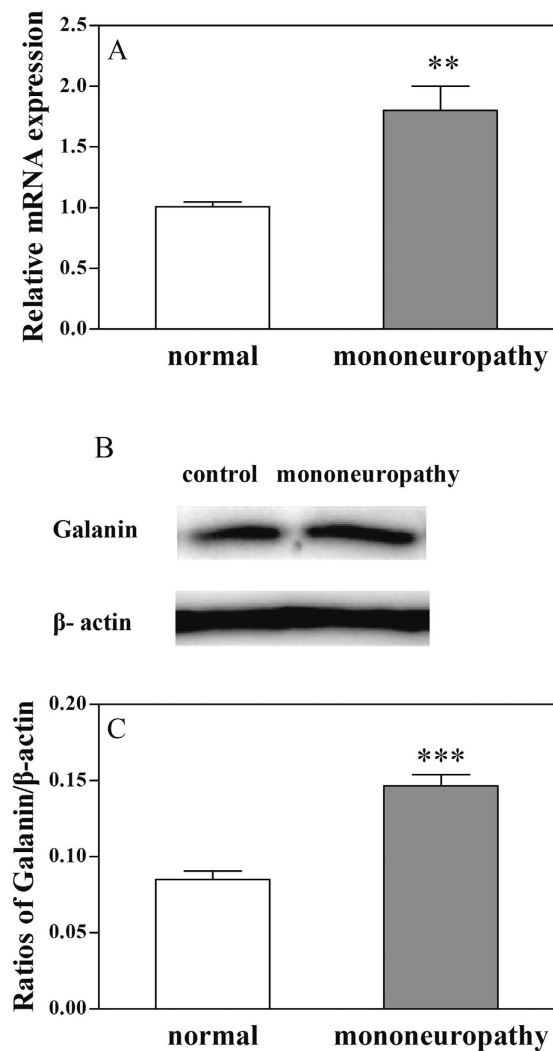 A
Relative mRNA expression
2.5
2.0
1.5
1.0
0.5
0.0
**
normal mononeuropathy
B
control mononeuropathy
Galanin
β- actin
C
Ratios of Galanin/β-actin
0.20
0.15
0.10
0.05
0.00
***
normal mononeuropathy